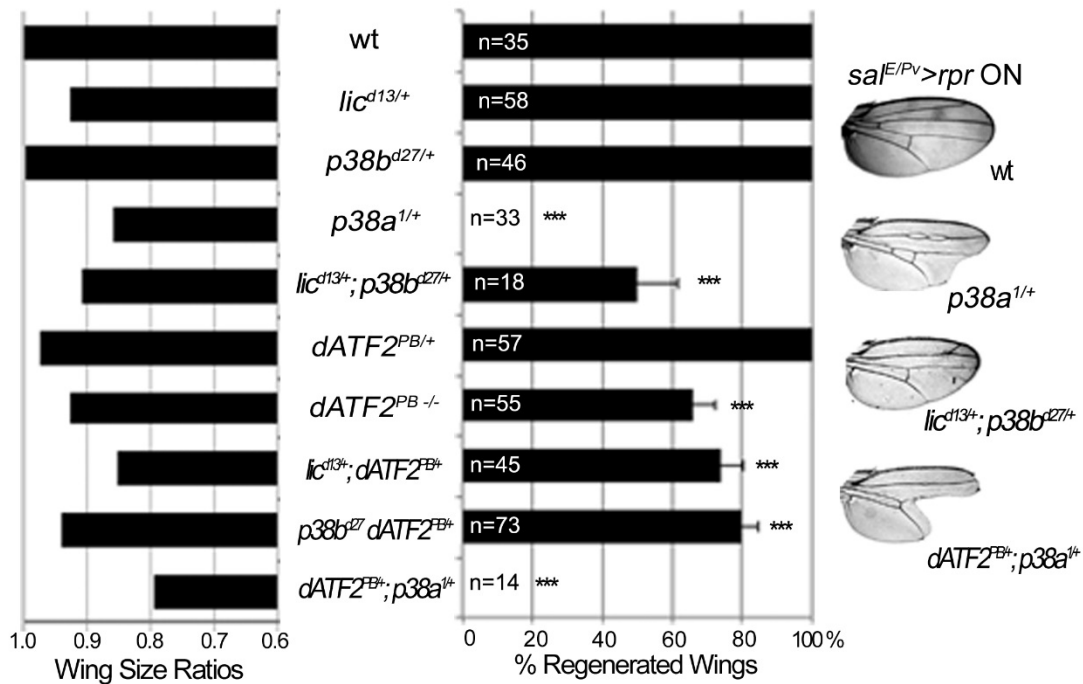 wt
n=35
lic^d13/+
n=58
p38b^d27/+
n=46
p38a^1/+
n=33 ***
lic^d13/+; p38b^d27/+
n=18 ***
dATF2^PB/+
n=57
dATF2^PB -/-
n=55 ***
lic^d13/+; dATF2^PB/+
n=45 ***
p38b^d27 dATF2^PB/+
n=73 ***
dATF2^PB/+; p38a^1/+
n=14 ***
1.0 0.9 0.8 0.7 0.6
Wing Size Ratios
0 20 40 60 80 100 %
% Regenerated Wings
sal^E/Pv>rpr ON
wt
p38a^1/+
lic^d13/+; p38b^d27/+
dATF2^PB/+; p38a^1/+